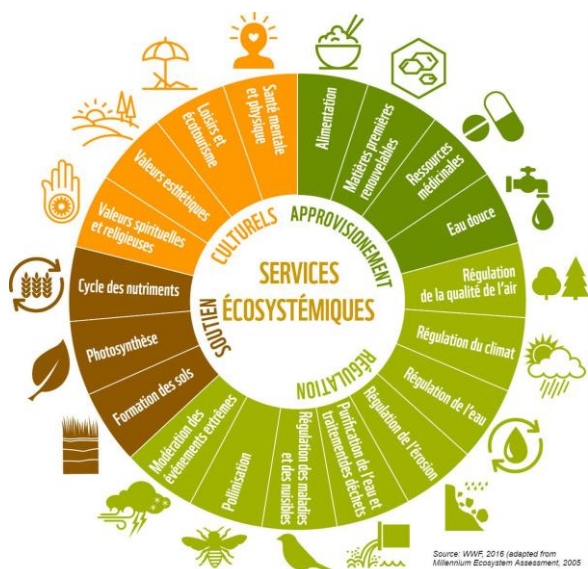 SERVICES
ÉCOSYSTÉMIQUES
APPROVISIONEMENT
Alimentation
Matières premières
renouvelables
Ressources
médicinales
Eau douce
RÉGULATION
Régulation
de la qualité de l'air
Régulation du climat
Régulation de l'eau
Régulation de l'érosion
Purification de l'eau et
traitement des déchets
Régulation des maladies
et des nuisibles
Pollinisation
Modération des
événements extrêmes
SOUTIEN
Formation des sols
Photosynthèse
Cycle des nutriments
CULTURELS
Valeurs spirituelles
et religieuses
Valeurs esthétiques
Loisirs et
écotourisme
Santé mentale
et physique
Source: WWF, 2016 (adapted from
Millennium Ecosystem Assessment, 2005